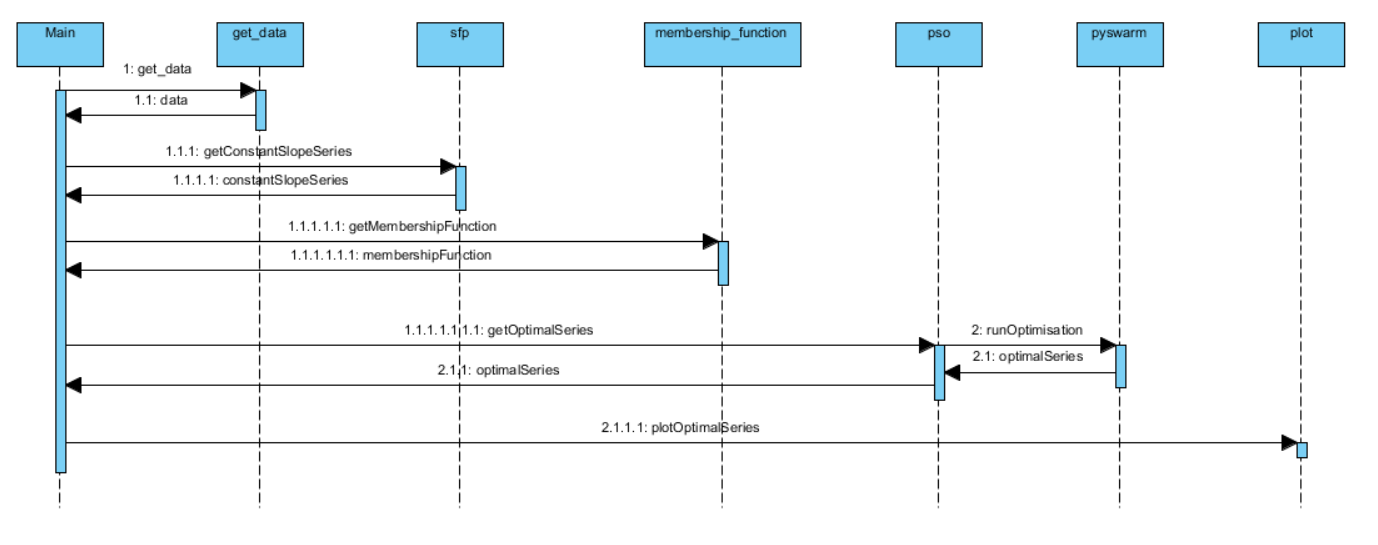 Main
get_data
sfp
membership_function
pso
pyswarm
plot
1: get_data
1.1: data
1.1.1: getConstantSlopeSeries
1.1.1.1: constantSlopeSeries
1.1.1.1.1: getMembershipFunction
1.1.1.1.1.1: membershipFunction
1.1.1.1.1.1.1: getOptimalSeries
2: runOptimisation
2.1: optimalSeries
2.1.1: optimalSeries
2.1.1.1: plotOptimalSeries